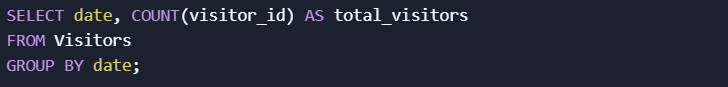 SELECT date, COUNT(visitor_id) AS total_visitors
FROM Visitors
GROUP BY date;